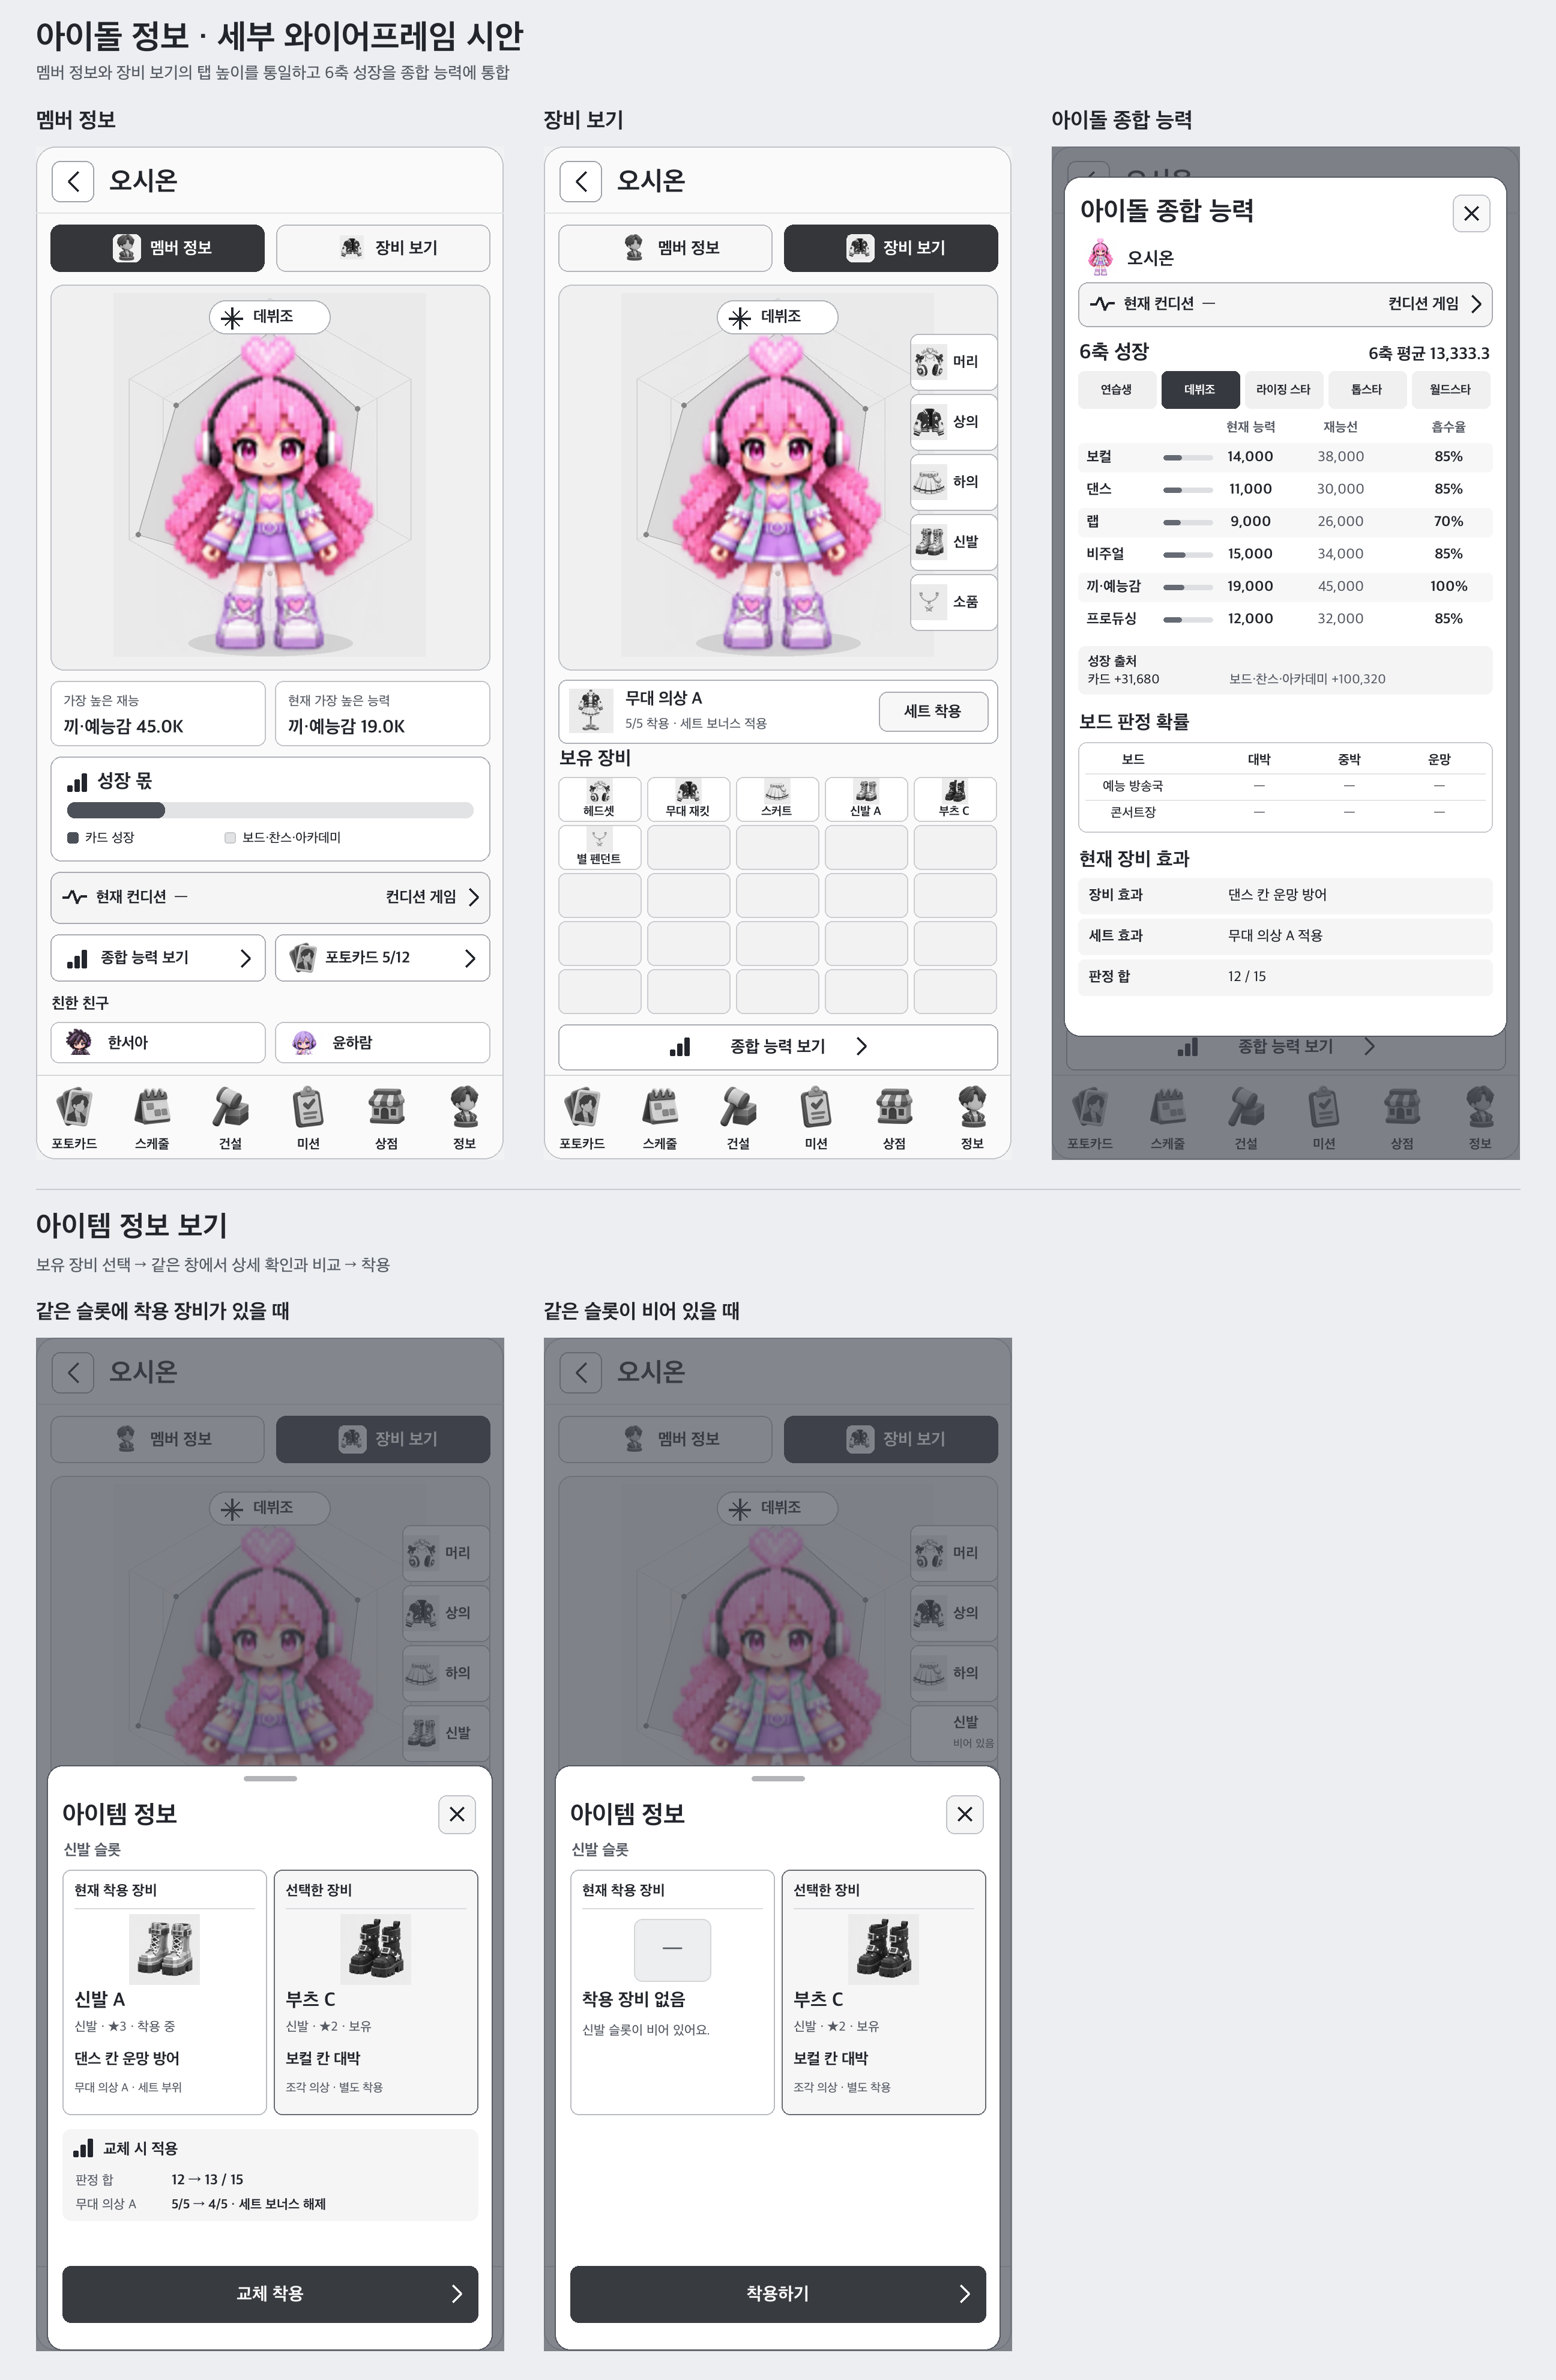 아이돌 정보 · 세부 와이어프레임 시안
멤버 정보와 장비 보기의 탭 높이를 통일하고 6축 성장을 종합 능력에 통합
멤버 정보
오시온
멤버 정보
장비 보기
데뷔조
가장 높은 재능
끼·예능감 45.0K
현재 가장 높은 능력
끼·예능감 19.0K
성장 몫
카드 성장
보드·찬스·아카데미
현재 컨디션 —
컨디션 게임
종합 능력 보기
포토카드 5/12
친한 친구
한서아
윤하람
포토카드
스케줄
건설
미션
상점
정보
장비 보기
오시온
멤버 정보
장비 보기
데뷔조
머리
상의
하의
신발
소품
무대 의상 A
5/5 착용 · 세트 보너스 적용
세트 착용
보유 장비
헤드셋
무대 재킷
스커트
신발 A
부츠 C
별 펜던트
종합 능력 보기
포토카드
스케줄
건설
미션
상점
정보
아이돌 종합 능력
오시온
아이돌 종합 능력
오시온
현재 컨디션 —
컨디션 게임
6축 성장
6축 평균 13,333.3
연습생
데뷔조
라이징 스타
톱스타
월드스타
현재 능력 재능선 흡수율
보컬 14,000 38,000 85%
댄스 11,000 30,000 85%
랩 9,000 26,000 70%
비주얼 15,000 34,000 85%
끼·예능감 19,000 45,000 100%
프로듀싱 12,000 32,000 85%
성장 출처
카드 +31,680 보드·찬스·아카데미 +100,320
보드 판정 확률
보드 대박 중박 운망
예능 방송국 — — —
콘서트장 — — —
현재 장비 효과
장비 효과 댄스 칸 운망 방어
세트 효과 무대 의상 A 적용
판정 합 12 / 15
종합 능력 보기
포토카드
스케줄
건설
미션
상점
정보
아이템 정보 보기
보유 장비 선택 → 같은 창에서 상세 확인과 비교 → 착용
같은 슬롯에 착용 장비가 있을 때
오시온
멤버 정보
장비 보기
데뷔조
머리
상의
하의
신발
아이템 정보
신발 슬롯
현재 착용 장비
신발 A
신발 · ★3 · 착용 중
댄스 칸 운망 방어
무대 의상 A · 세트 부위
선택한 장비
부츠 C
신발 · ★2 · 보유
보컬 칸 대박
조각 의상 · 별도 착용
교체 시 적용
판정 합 12 → 13 / 15
무대 의상 A 5/5 → 4/5 · 세트 보너스 해제
교체 착용
같은 슬롯이 비어 있을 때
오시온
멤버 정보
장비 보기
데뷔조
머리
상의
하의
신발
비어 있음
아이템 정보
신발 슬롯
현재 착용 장비
—
착용 장비 없음
신발 슬롯이 비어 있어요.
선택한 장비
부츠 C
신발 · ★2 · 보유
보컬 칸 대박
조각 의상 · 별도 착용
착용하기